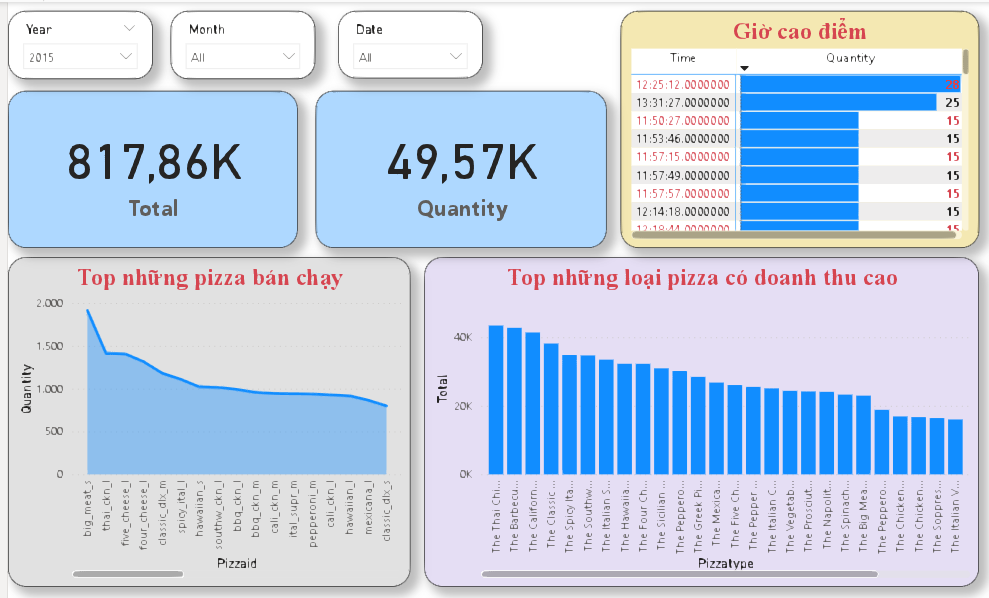 Year
2015
Month
All
Date
All
817,86K
Total
49,57K
Quantity
Giờ cao điểm
Time Quantity
12:25:12.0000000 28
13:31:27.0000000 25
11:50:27.0000000 15
11:53:46.0000000 15
11:57:15.0000000 15
11:57:49.0000000 15
11:57:57.0000000 15
12:14:18.0000000 15
12:18:44.0000000 15
Top những pizza bán chạy
Quantity
2.000
1.500
1.000
500
0
big_meat_s
thai_ckn_l
five_cheese_l
four_cheese_l
classic_dlx_m
spicy_ital_l
hawaiian_s
southw_ckn_l
bbq_ckn_l
bbq_ckn_m
cali_ckn_m
ital_supr_m
pepperoni_m
cali_ckn_l
hawaiian_l
mexicana_l
classic_dlx_s
Pizzaid
Top những loại pizza có doanh thu cao
Total
40K
20K
0K
The Thai Chi...
The Barbecu...
The Californ...
The Classic ...
The Spicy Ita...
The Southw...
The Italian S...
The Hawaiia...
The Four Ch...
The Sicilian ...
The Peppero...
The Greek Pi...
The Mexica...
The Five Ch...
The Pepper ...
The Italian C...
The Vegetab...
The Prosciut...
The Napolit...
The Spinach...
The Big Mea...
The Peppero...
The Chicken...
The Chicken...
The Soppres...
The Italian V...
Pizzatype